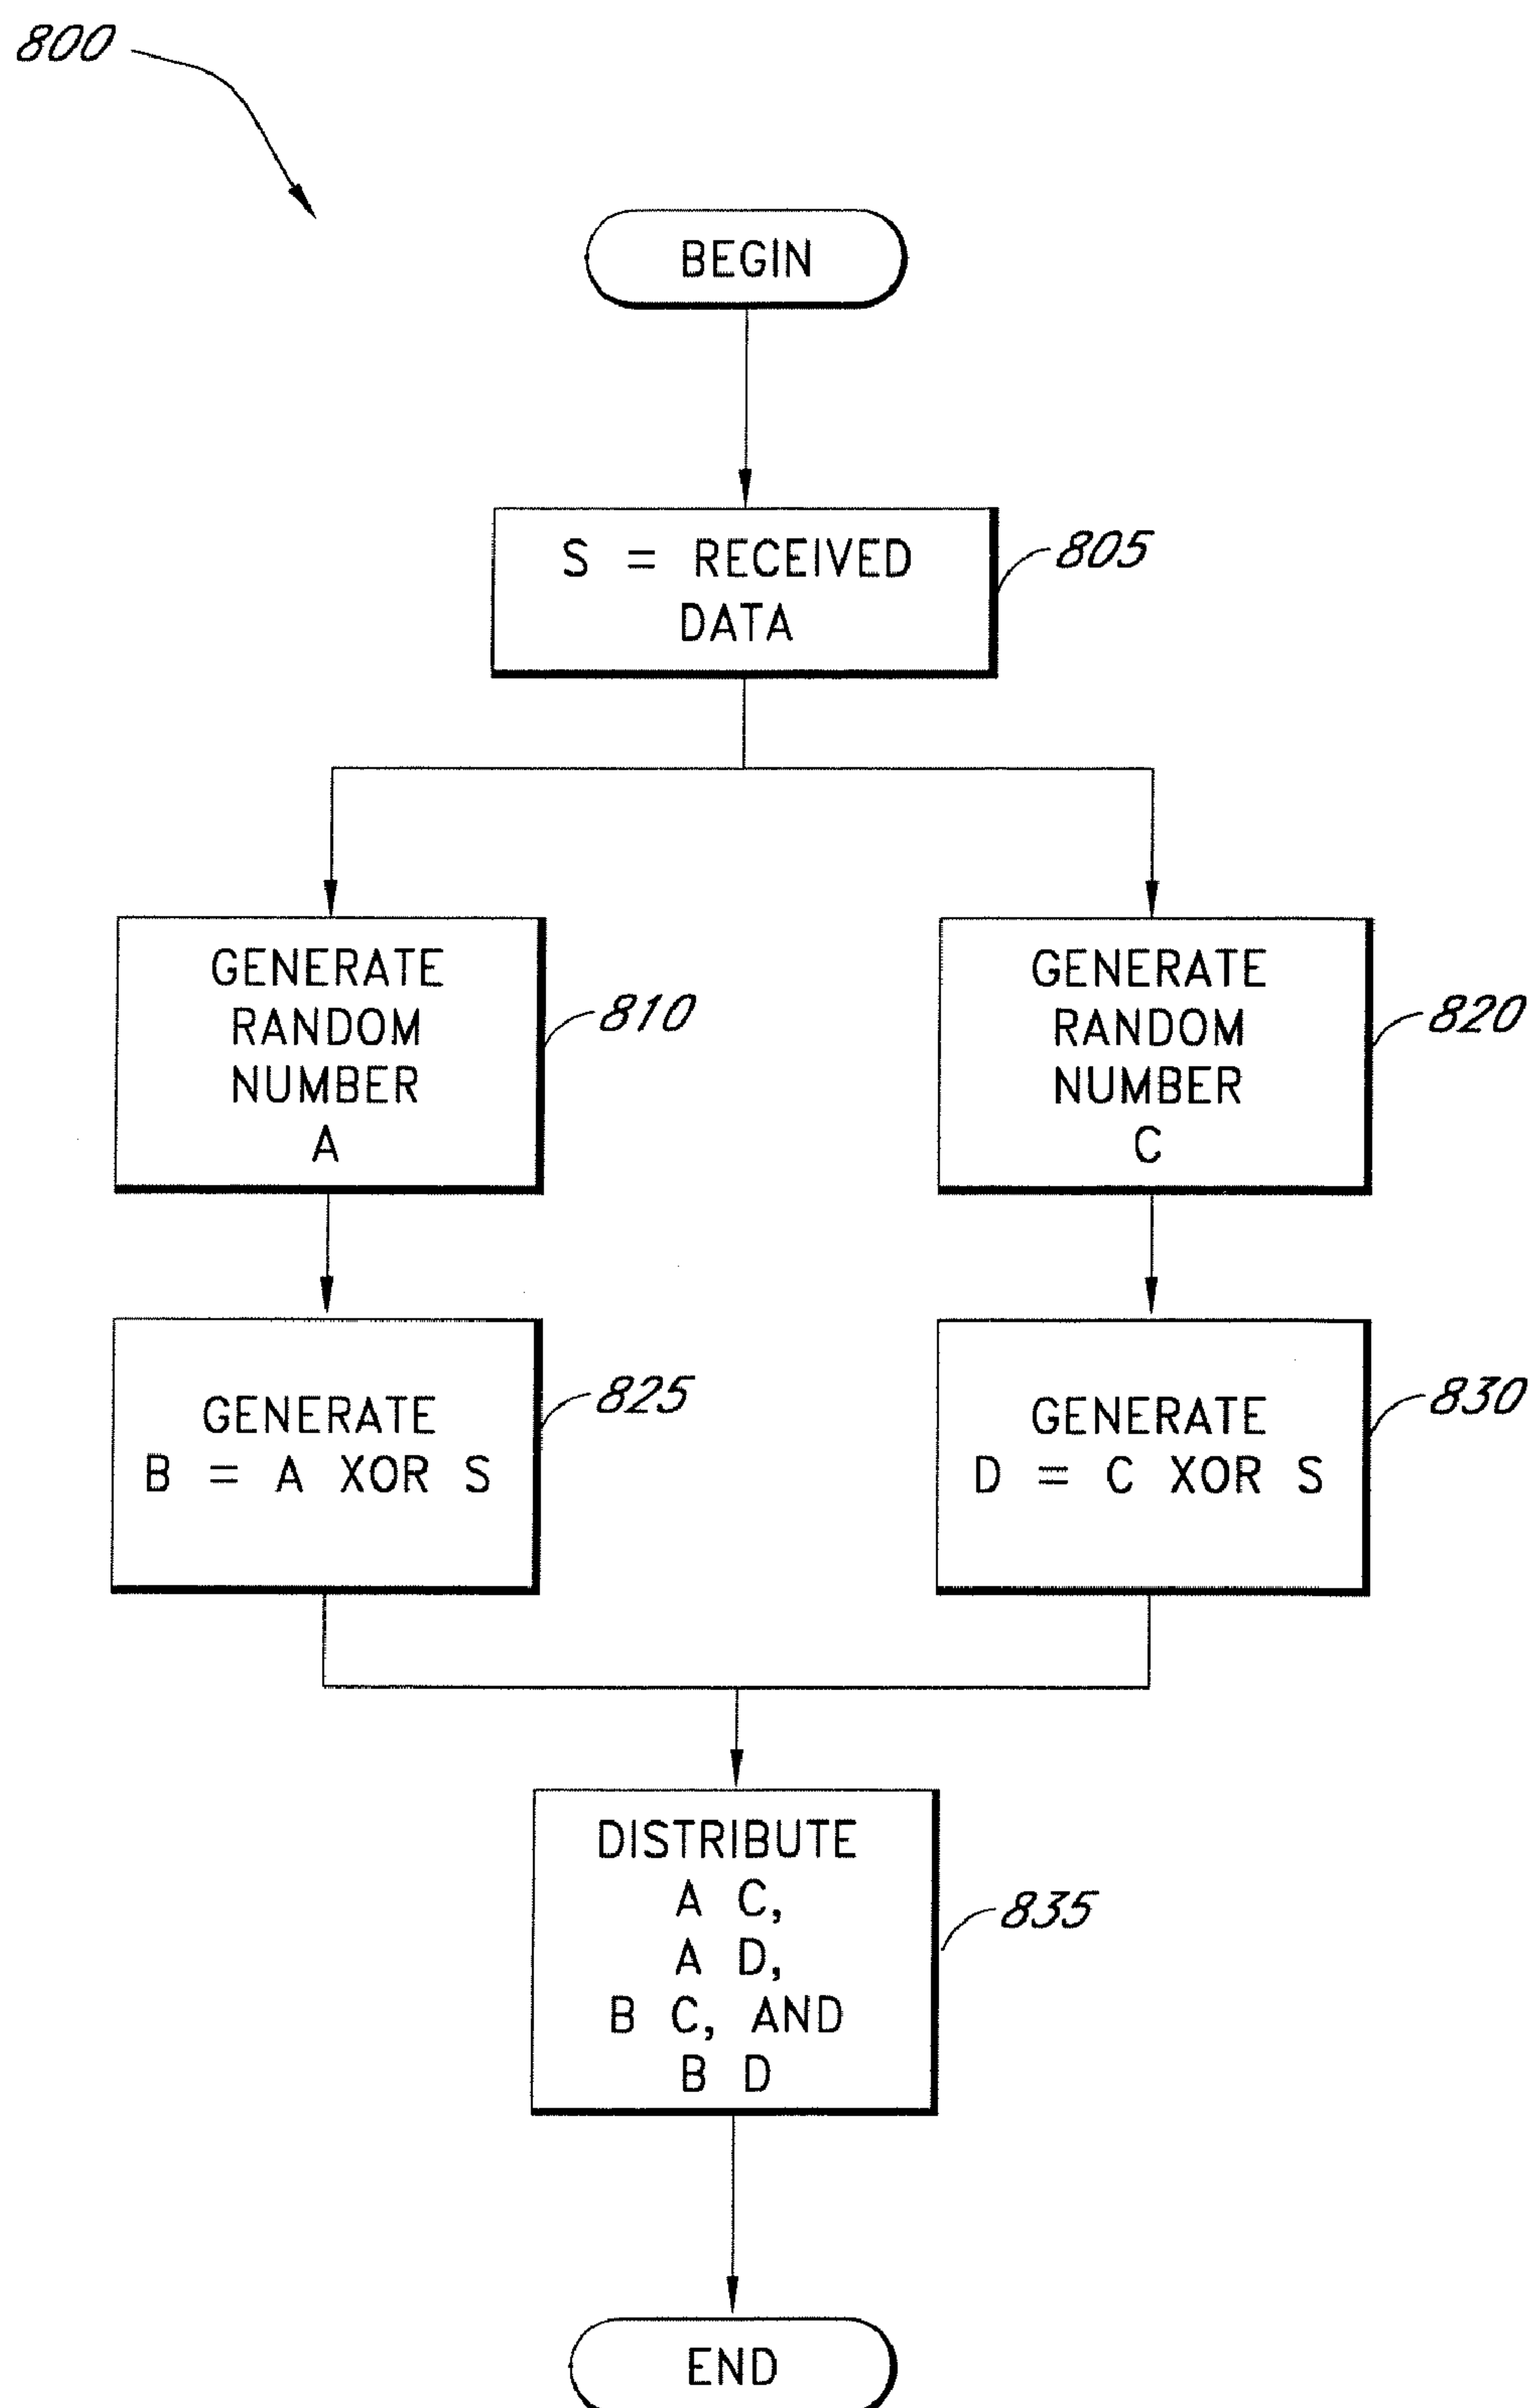 800
BEGIN
S = RECEIVED
DATA
805
GENERATE
RANDOM
NUMBER
A
810
GENERATE
RANDOM
NUMBER
C
820
GENERATE
B = A XOR S
825
GENERATE
D = C XOR S
830
DISTRIBUTE
A C,
A D,
B C, AND
B D
835
END